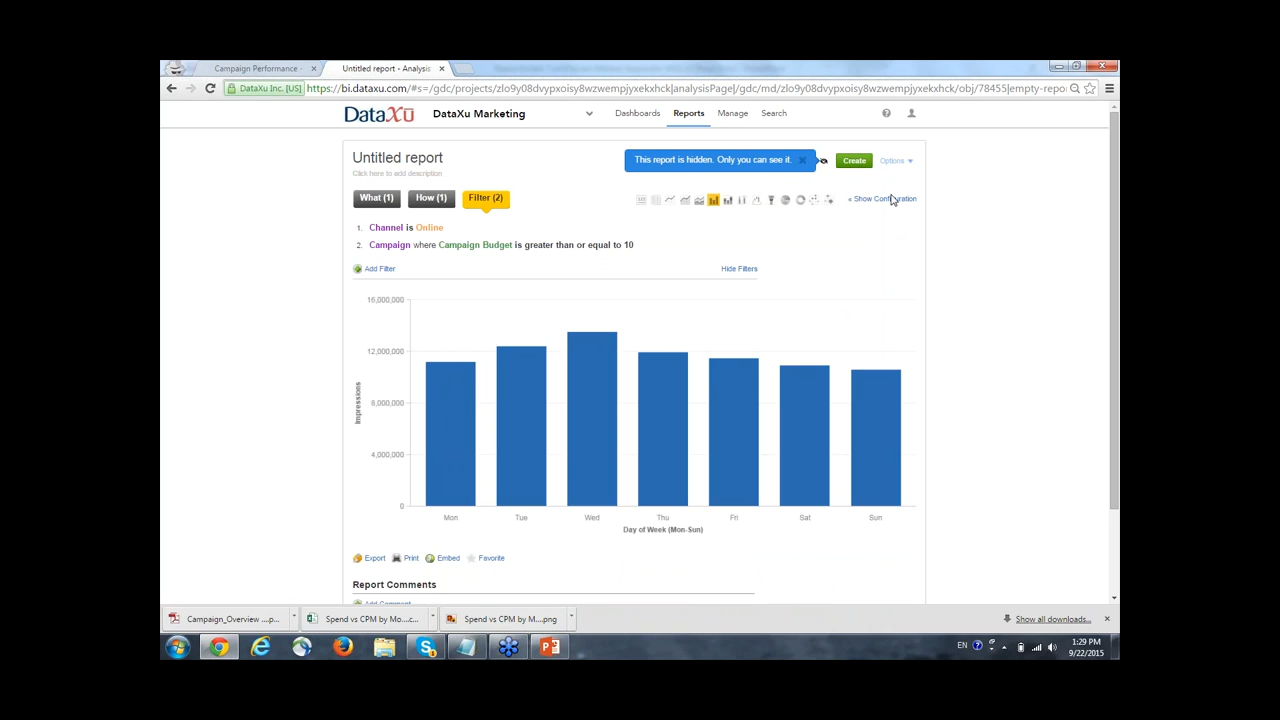 Campaign Performance -
Untitled report - Analysis
DataXu Inc. [US] https://bi.dataxu.com/#s=/gdc/projects/zlo9y08dvypxoisy8wzwempjyxekxhck|analysisPage|/gdc/md/zlo9y08dvypxoisy8wzwempjyxekxhck/obj/78455|empty-repo
DataXu DataXu Marketing Dashboards Reports Manage Search
Untitled report
This report is hidden. Only you can see it. Create Options
Click here to add description
What (1) How (1) Filter (2) « Show Configuration
1. Channel is Online
2. Campaign where Campaign Budget is greater than or equal to 10
Add Filter Hide Filters
16,000,000
12,000,000
8,000,000
4,000,000
0
Impressions
Mon Tue Wed Thu Fri Sat Sun
Day of Week (Mon-Sun)
Export Print Embed Favorite
Report Comments
Add Comment
Campaign_Overview ....p... Spend vs CPM by Mo....c... Spend vs CPM by M....png Show all downloads...
EN 1:29 PM
9/22/2015